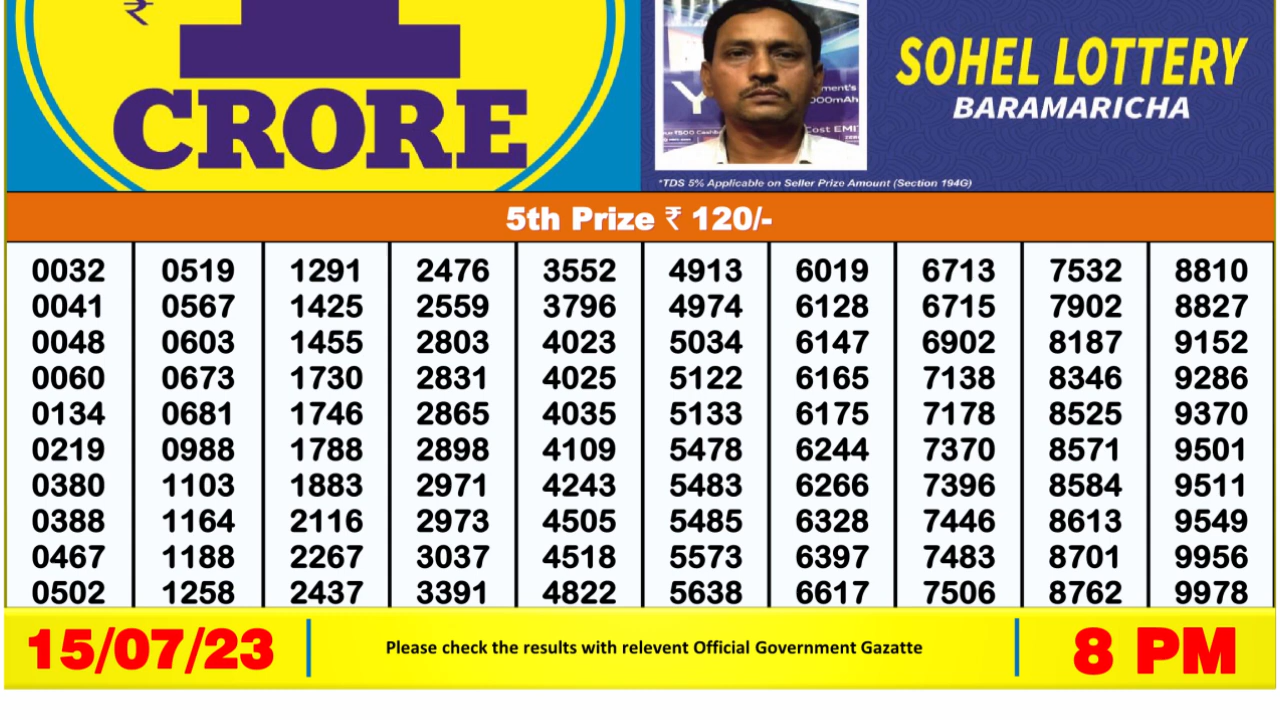 ₹
CRORE
SOHEL LOTTERY
BARAMARICHA
*TDS 5% Applicable on Seller Prize Amount (Section 194G)
5th Prize ₹ 120/-
0032 0519 1291 2476 3552 4913 6019 6713 7532 8810
0041 0567 1425 2559 3796 4974 6128 6715 7902 8827
0048 0603 1455 2803 4023 5034 6147 6902 8187 9152
0060 0673 1730 2831 4025 5122 6165 7138 8346 9286
0134 0681 1746 2865 4035 5133 6175 7178 8525 9370
0219 0988 1788 2898 4109 5478 6244 7370 8571 9501
0380 1103 1883 2971 4243 5483 6266 7396 8584 9511
0388 1164 2116 2973 4505 5485 6328 7446 8613 9549
0467 1188 2267 3037 4518 5573 6397 7483 8701 9956
0502 1258 2437 3391 4822 5638 6617 7506 8762 9978
15/07/23
Please check the results with relevent Official Government Gazatte
8 PM